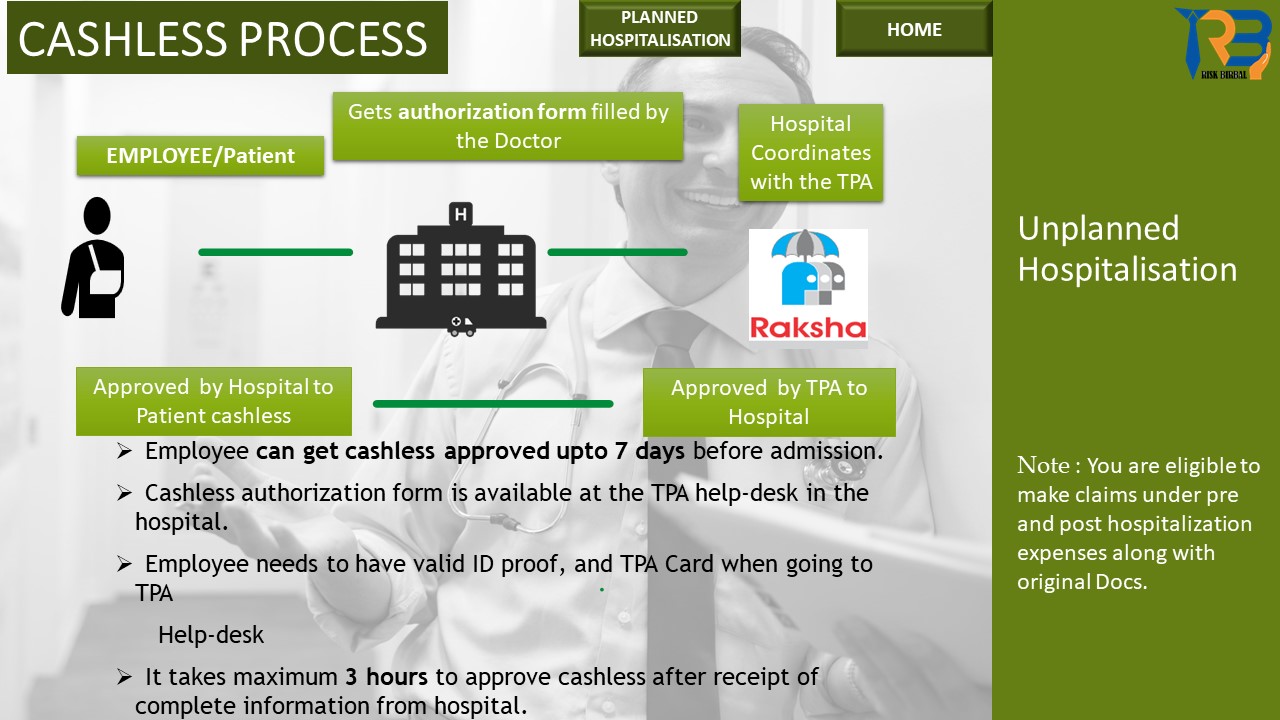 CASHLESS PROCESS
PLANNED
HOSPITALISATION
HOME
RB
RISK BIRBAL
EMPLOYEE/Patient
Gets authorization form filled by
the Doctor
Hospital
Coordinates
with the TPA
H
Raksha
Approved by Hospital to
Patient cashless
Approved by TPA to
Hospital
➢ Employee can get cashless approved upto 7 days before admission.
➢ Cashless authorization form is available at the TPA help-desk in the
hospital.
➢ Employee needs to have valid ID proof, and TPA Card when going to
TPA
Help-desk
➢ It takes maximum 3 hours to approve cashless after receipt of
complete information from hospital.
Unplanned
Hospitalisation
Note : You are eligible to
make claims under pre
and post hospitalization
expenses along with
original Docs.